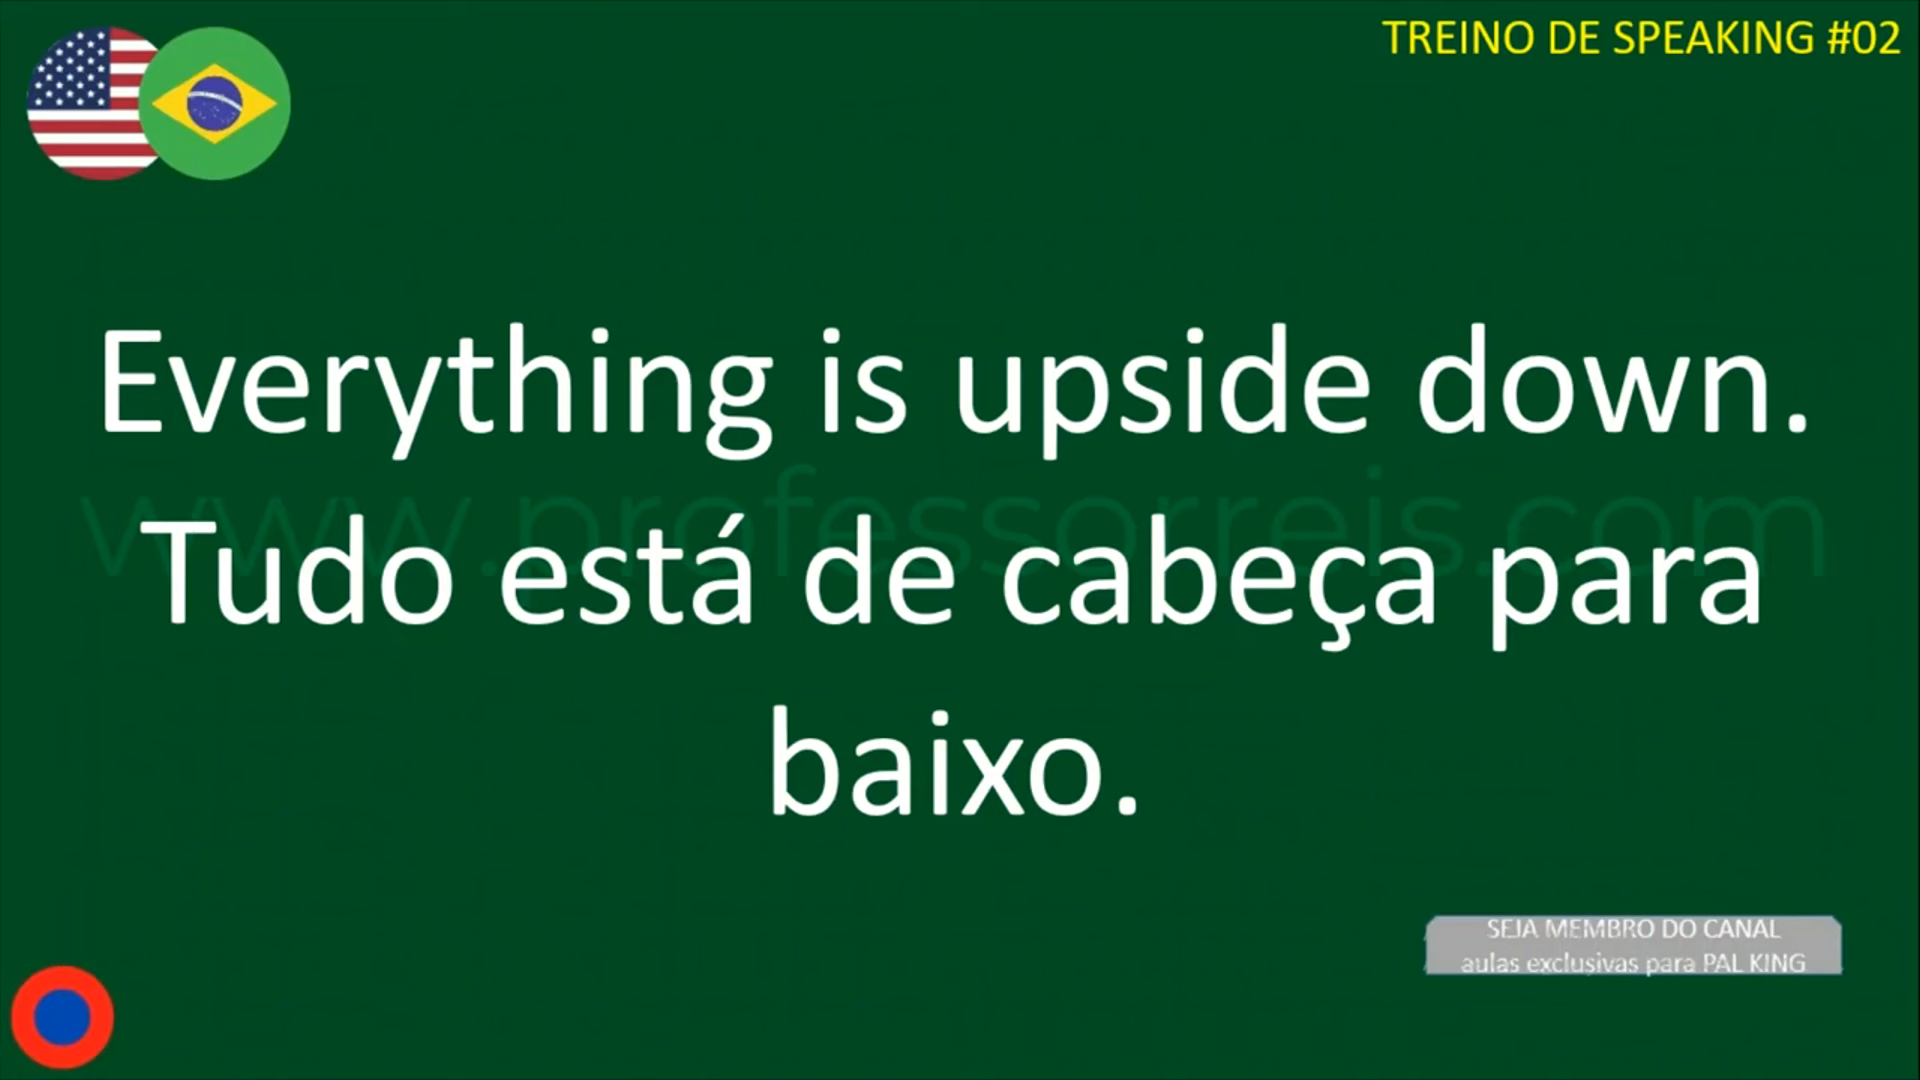 TREINO DE SPEAKING #02
Everything is upside down.
www.professorreis.com
Tudo está de cabeça para
baixo.
SEJA MEMBRO DO CANAL
aulas exclusivas para PAL KING